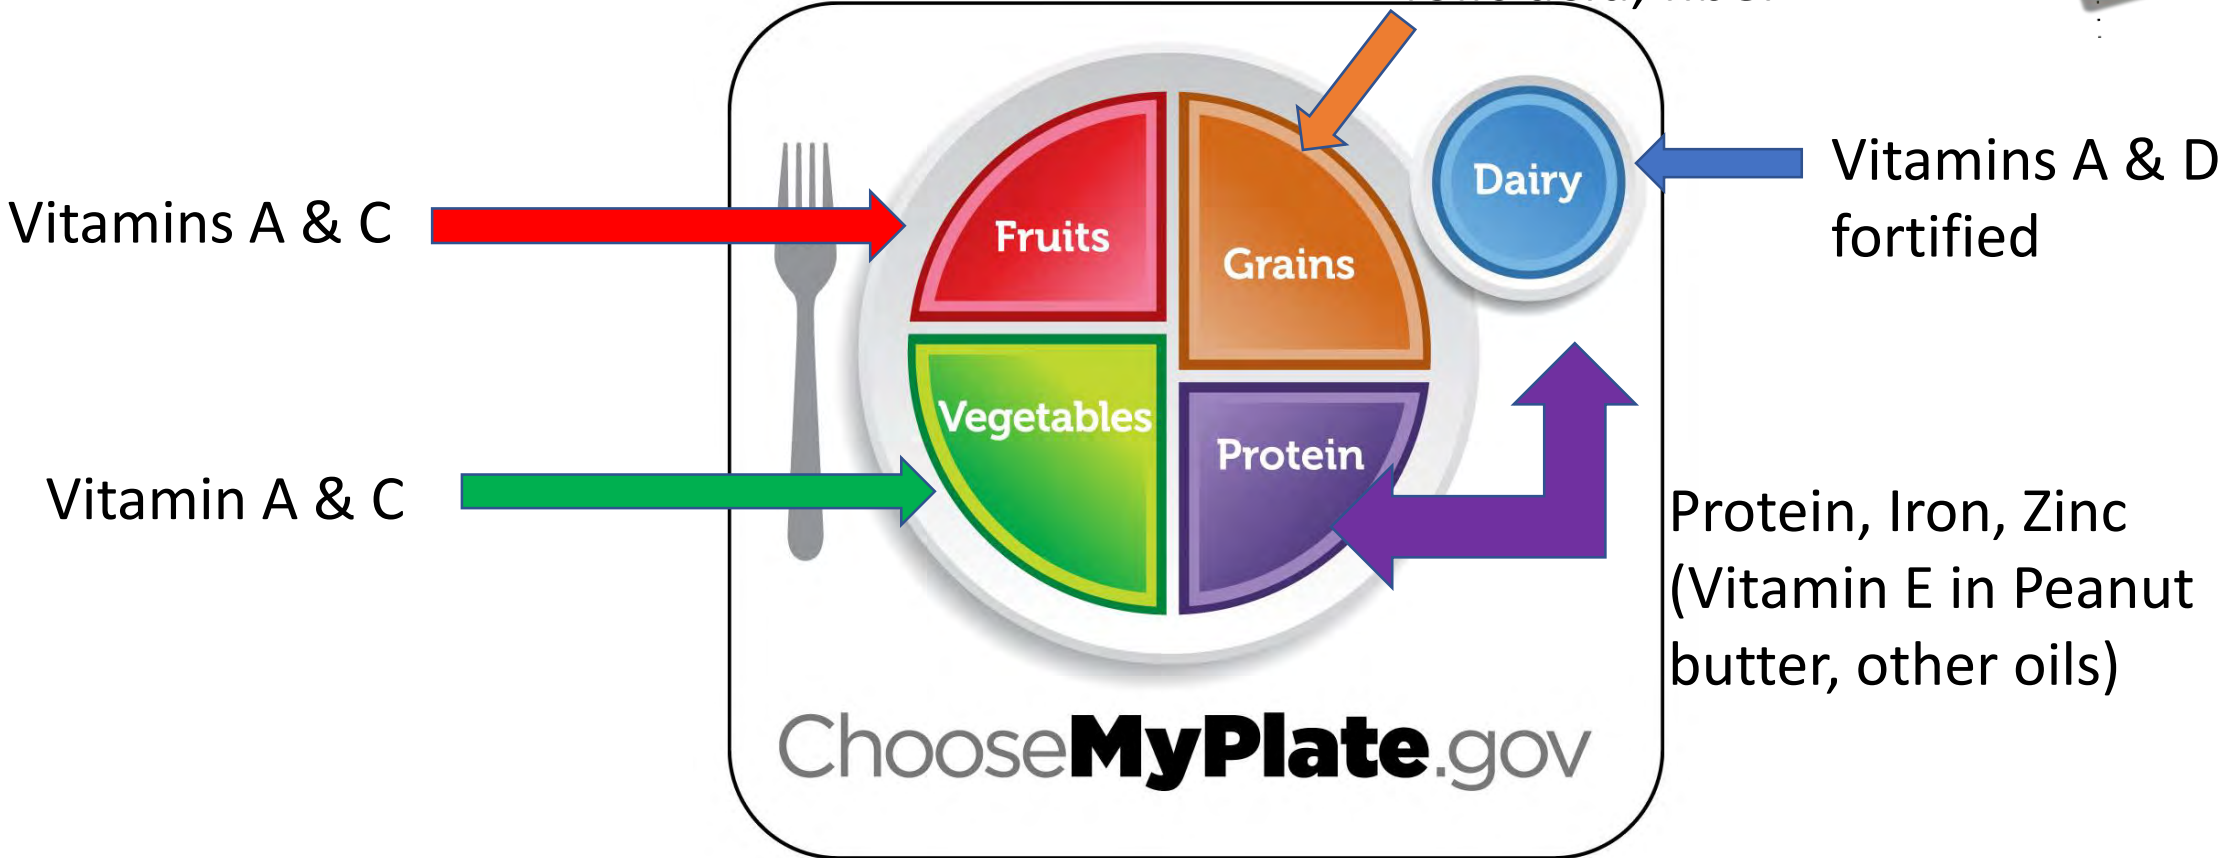 Vitamins A & C
Fruits
Grains
Dairy
Vitamins A & D
fortified
Vegetables
Protein
Vitamin A & C
Protein, Iron, Zinc
(Vitamin E in Peanut
butter, other oils)
ChooseMyPlate.gov